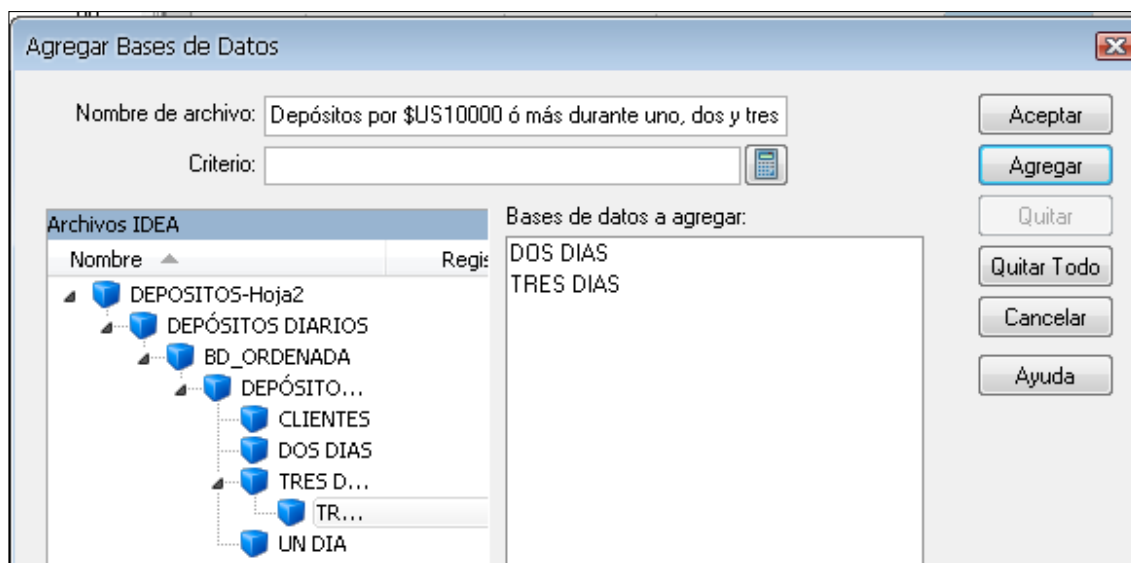 Agregar Bases de Datos
Nombre de archivo: Depósitos por $US10000 ó más durante uno, dos y tres
Aceptar
Criterio:
Agregar
Archivos IDEA
Bases de datos a agregar:
Quitar
Nombre Regis
DOS DIAS
Quitar Todo
DEPOSITOS-Hoja2
TRES DIAS
DEPÓSITOS DIARIOS
Cancelar
BD_ORDENADA
DEPÓSITO...
Ayuda
CLIENTES
DOS DIAS
TRES D...
TR...
UN DIA